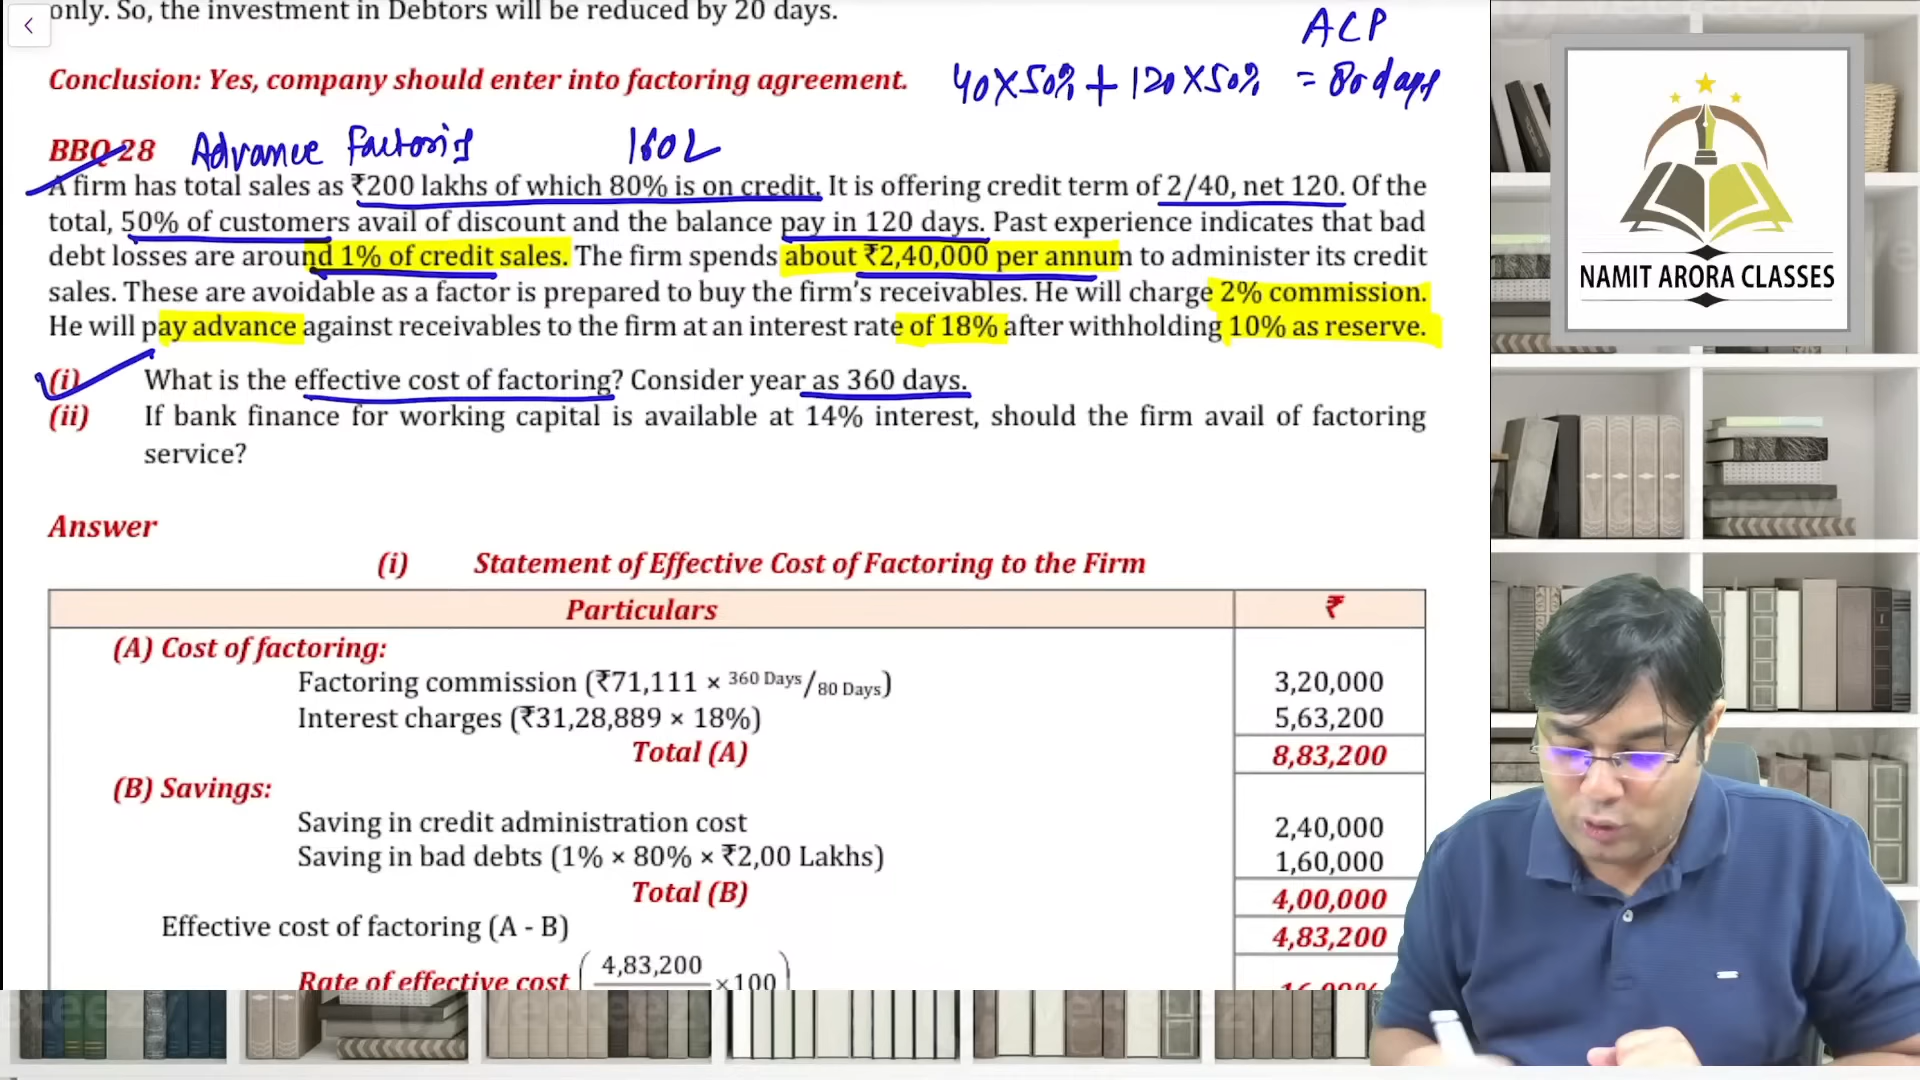 only. So, the investment in Debtors will be reduced by 20 days.
ACP
Conclusion: Yes, company should enter into factoring agreement.
40×50% + 120×50% = 80 days
BBQ 28
Advance Factoring
160L
A firm has total sales as ₹200 lakhs of which 80% is on credit. It is offering credit term of 2/40, net 120. Of the
total, 50% of customers avail of discount and the balance pay in 120 days. Past experience indicates that bad
debt losses are around 1% of credit sales. The firm spends about ₹2,40,000 per annum to administer its credit
sales. These are avoidable as a factor is prepared to buy the firm's receivables. He will charge 2% commission.
He will pay advance against receivables to the firm at an interest rate of 18% after withholding 10% as reserve.
(i) What is the effective cost of factoring? Consider year as 360 days.
(ii) If bank finance for working capital is available at 14% interest, should the firm avail of factoring
service?
Answer
(i) Statement of Effective Cost of Factoring to the Firm
Particulars ₹
(A) Cost of factoring:
Factoring commission (₹71,111 × 360 Days/80 Days) 3,20,000
Interest charges (₹31,28,889 × 18%) 5,63,200
Total (A) 8,83,200
(B) Savings:
Saving in credit administration cost 2,40,000
Saving in bad debts (1% × 80% × ₹2,00 Lakhs) 1,60,000
Total (B) 4,00,000
Effective cost of factoring (A - B) 4,83,200
Rate of effective cost (4,83,200 ×100)
NAMIT ARORA CLASSES